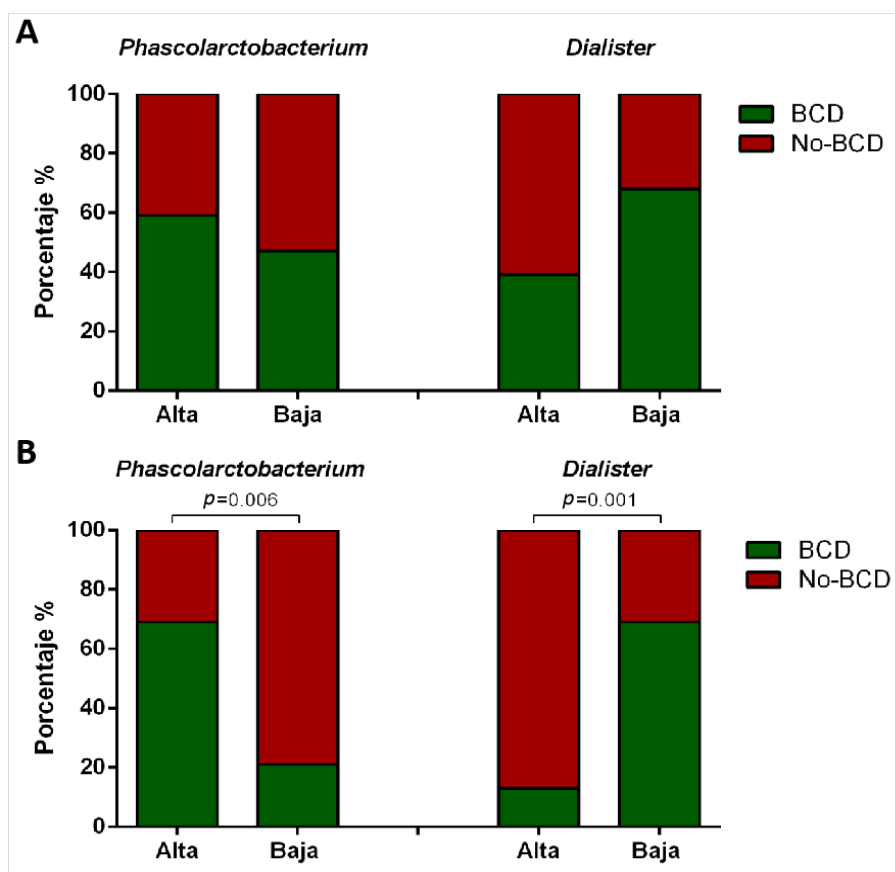 A
Phascolarctobacterium
Dialister
Porcentaje %
100
80
60
40
20
0
Alta
Baja
Alta
Baja
BCD
No-BCD
B
Phascolarctobacterium
Dialister
p=0.006
p=0.001
Porcentaje %
100
80
60
40
20
0
Alta
Baja
Alta
Baja
BCD
No-BCD